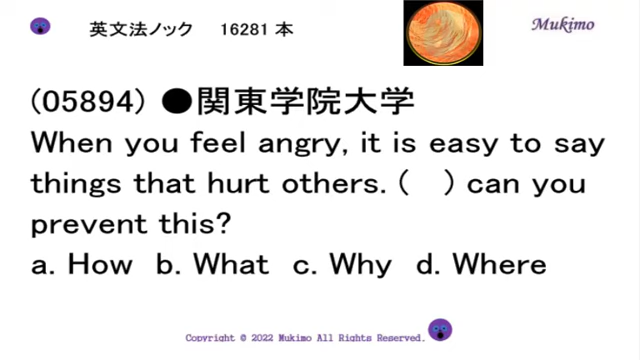 英文法ノック 16281 本
Mukimo
(05894) ●関東学院大学
When you feel angry, it is easy to say
things that hurt others. ( ) can you
prevent this?
a. How b. What c. Why d. Where
Copyright @ 2022 Mukimo All Rights Reserved.